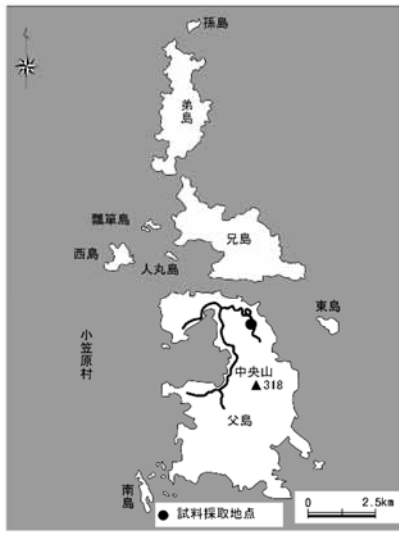 孫島
弟島
瓢箪島
兄島
西島
人丸島
東島
小笠原村
中央山
▲318
父島
南島
● 試料採取地点
0 2.5km